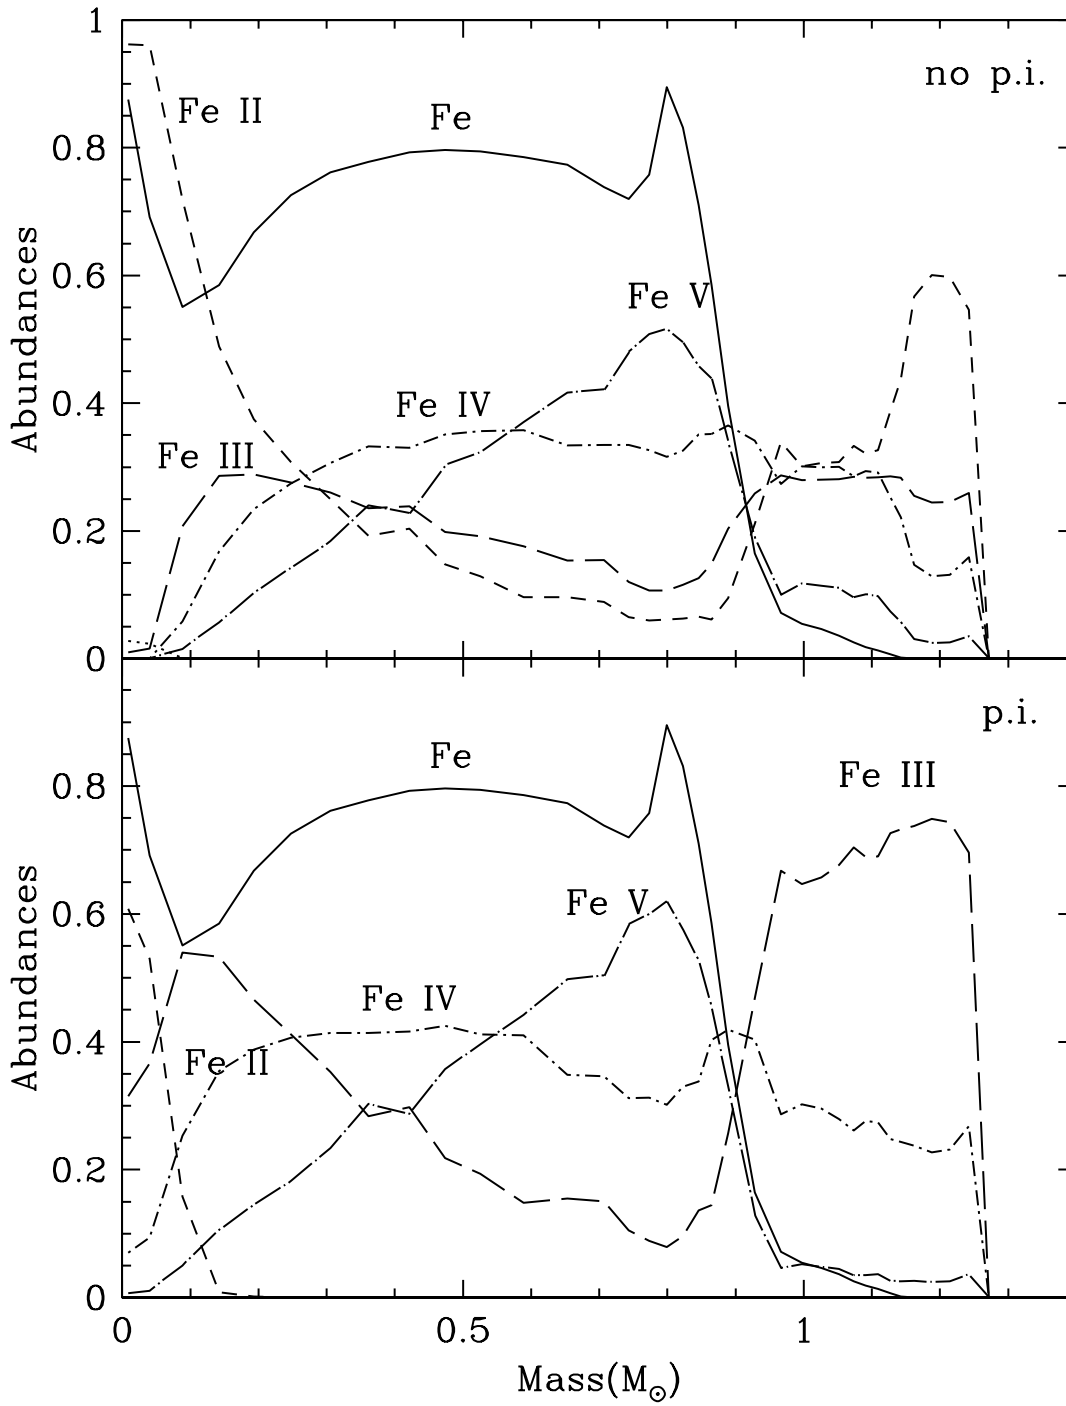 1
no p.i.
Fe II
Fe
0.8
Abundances
0.6
Fe V
0.4
Fe IV
Fe III
0.2
0
p.i.
Fe
Fe III
0.8
Abundances
0.6
Fe V
Fe IV
0.4
Fe II
0.2
0
0 0.5 1
Mass(M⊙)